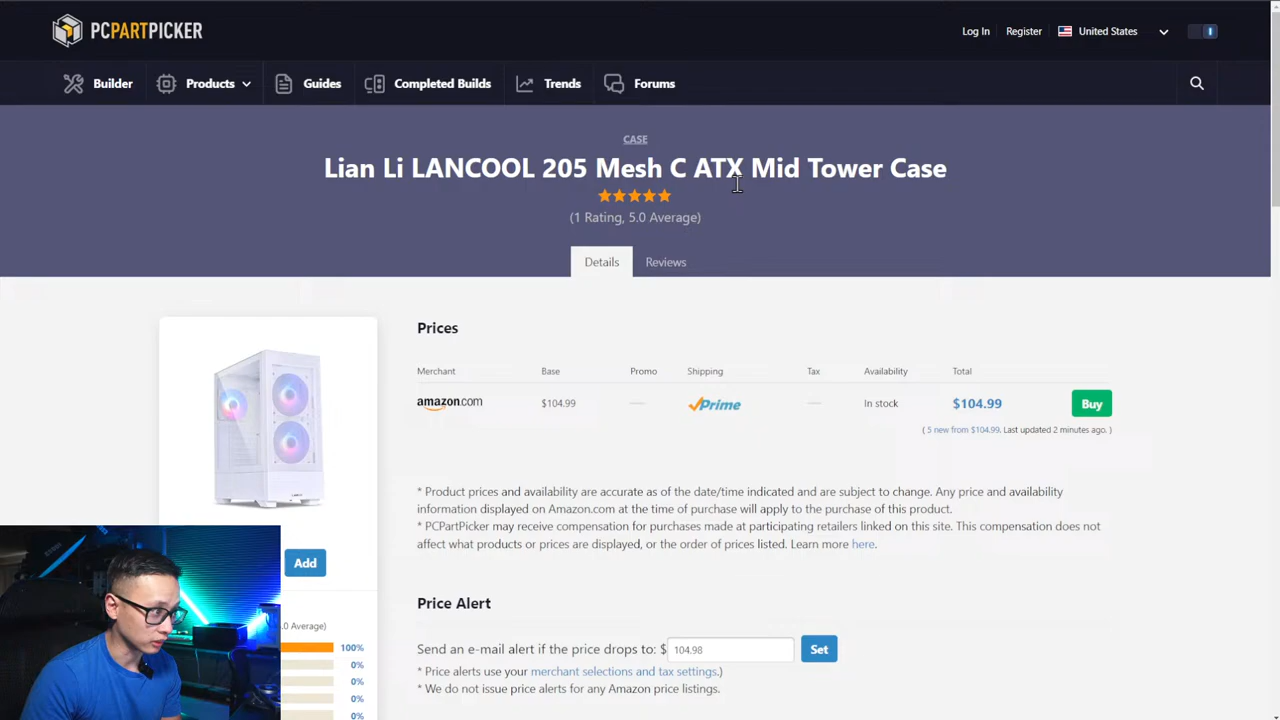 PCPARTPICKER
Log In Register United States
Builder Products Guides Completed Builds Trends Forums
CASE
Lian Li LANCOOL 205 Mesh C ATX Mid Tower Case
(1 Rating, 5.0 Average)
Details Reviews
Prices
Merchant Base Promo Shipping Tax Availability Total
amazon.com $104.99 — Prime — In stock $104.99 Buy
( 5 new from $104.99. Last updated 2 minutes ago. )
* Product prices and availability are accurate as of the date/time indicated and are subject to change. Any price and availability
information displayed on Amazon.com at the time of purchase will apply to the purchase of this product.
* PCPartPicker may receive compensation for purchases made at participating retailers linked on this site. This compensation does not
affect what products or prices are displayed, or the order of prices listed. Learn more here.
Add
Price Alert
.0 Average)
Send an e-mail alert if the price drops to: $ 104.98 Set
100%
* Price alerts use your merchant selections and tax settings.)
0%
* We do not issue price alerts for any Amazon price listings.
0%
0%
0%